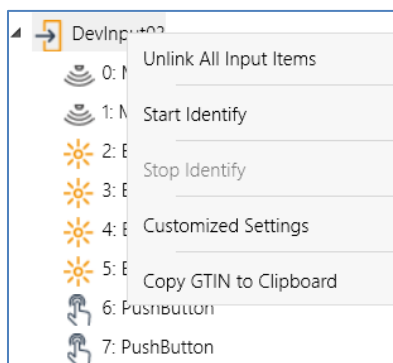 DevInput02
Unlink All Input Items
0:
1:
Start Identify
2:
Stop Identify
3:
4:
Customized Settings
5:
Copy GTIN to Clipboard
6: PushButton
7: PushButton